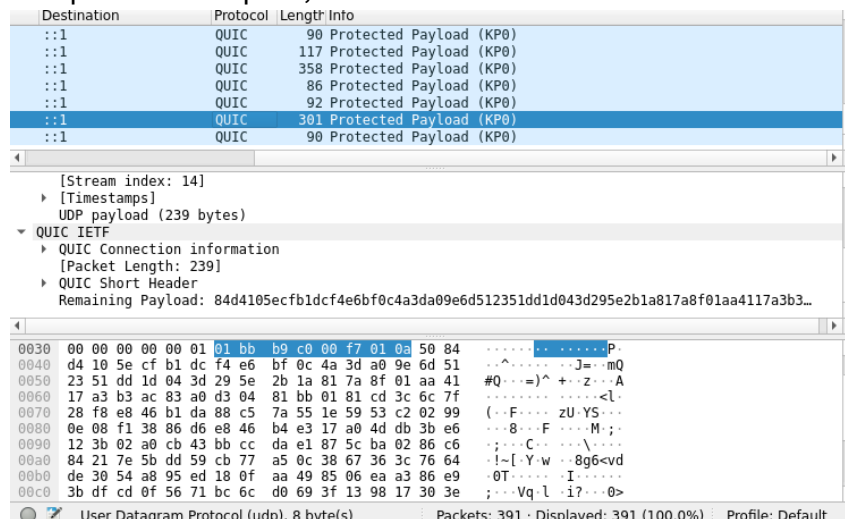 Destination Protocol Length Info
::1 QUIC 90 Protected Payload (KP0)
::1 QUIC 117 Protected Payload (KP0)
::1 QUIC 358 Protected Payload (KP0)
::1 QUIC 86 Protected Payload (KP0)
::1 QUIC 92 Protected Payload (KP0)
::1 QUIC 301 Protected Payload (KP0)
::1 QUIC 90 Protected Payload (KP0)
[Stream index: 14]
[Timestamps]
UDP payload (239 bytes)
QUIC IETF
QUIC Connection information
[Packet Length: 239]
QUIC Short Header
Remaining Payload: 84d4105ecfb1dcf4e6bf0c4a3da09e6d512351dd1d043d295e2b1a817a8f01aa4117a3b3…
0030 00 00 00 00 00 01 01 bb b9 c0 00 f7 01 0a 50 84 ··············P·
0040 d4 10 5e cf b1 dc f4 e6 bf 0c 4a 3d a0 9e 6d 51 ··^·······J=··mQ
0050 23 51 dd 1d 04 3d 29 5e 2b 1a 81 7a 8f 01 aa 41 #Q···=)^ +··z···A
0060 17 a3 b3 ac 83 a0 d3 04 81 bb 01 81 cd 3c 6c 7f ·············<l·
0070 28 f8 e8 46 b1 da 88 c5 7a 55 1e 59 53 c2 02 99 (··F···· zU·YS···
0080 0e 08 f1 38 86 d6 e8 46 b4 e3 17 a0 4d db 3b e6 ···8···F ····M·;·
0090 12 3b 02 a0 cb 43 bb cc da e1 87 5c ba 02 86 c6 ·;···C·· ···\····
00a0 84 21 7e 5b dd 59 cb 77 a5 0c 38 67 36 3c 76 64 ·!~[·Y·w ··8g6<vd
00b0 de 30 54 a8 95 ed 18 0f aa 49 85 06 ea a3 86 e9 ·0T····· ·I······
00c0 3b df cd 0f 56 71 bc 6c d0 69 3f 13 98 17 30 3e ;···Vq·l ·i?···0>
User Datagram Protocol (udp), 8 byte(s) Packets: 391 · Displayed: 391 (100.0%) Profile: Default